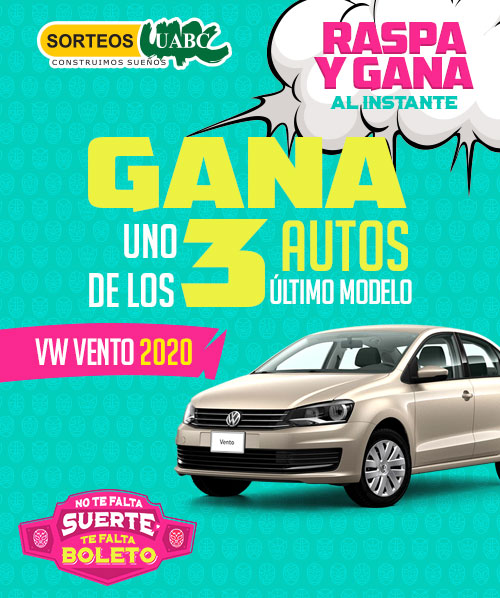 SORTEOS UABC
CONSTRUIMOS SUEÑOS
RASPA
Y GANA
AL INSTANTE
GANA
UNO DE LOS 3 AUTOS ÚLTIMO MODELO
VW VENTO 2020
Vento
NO TE FALTA
SUERTE,
TE FALTA
BOLETO